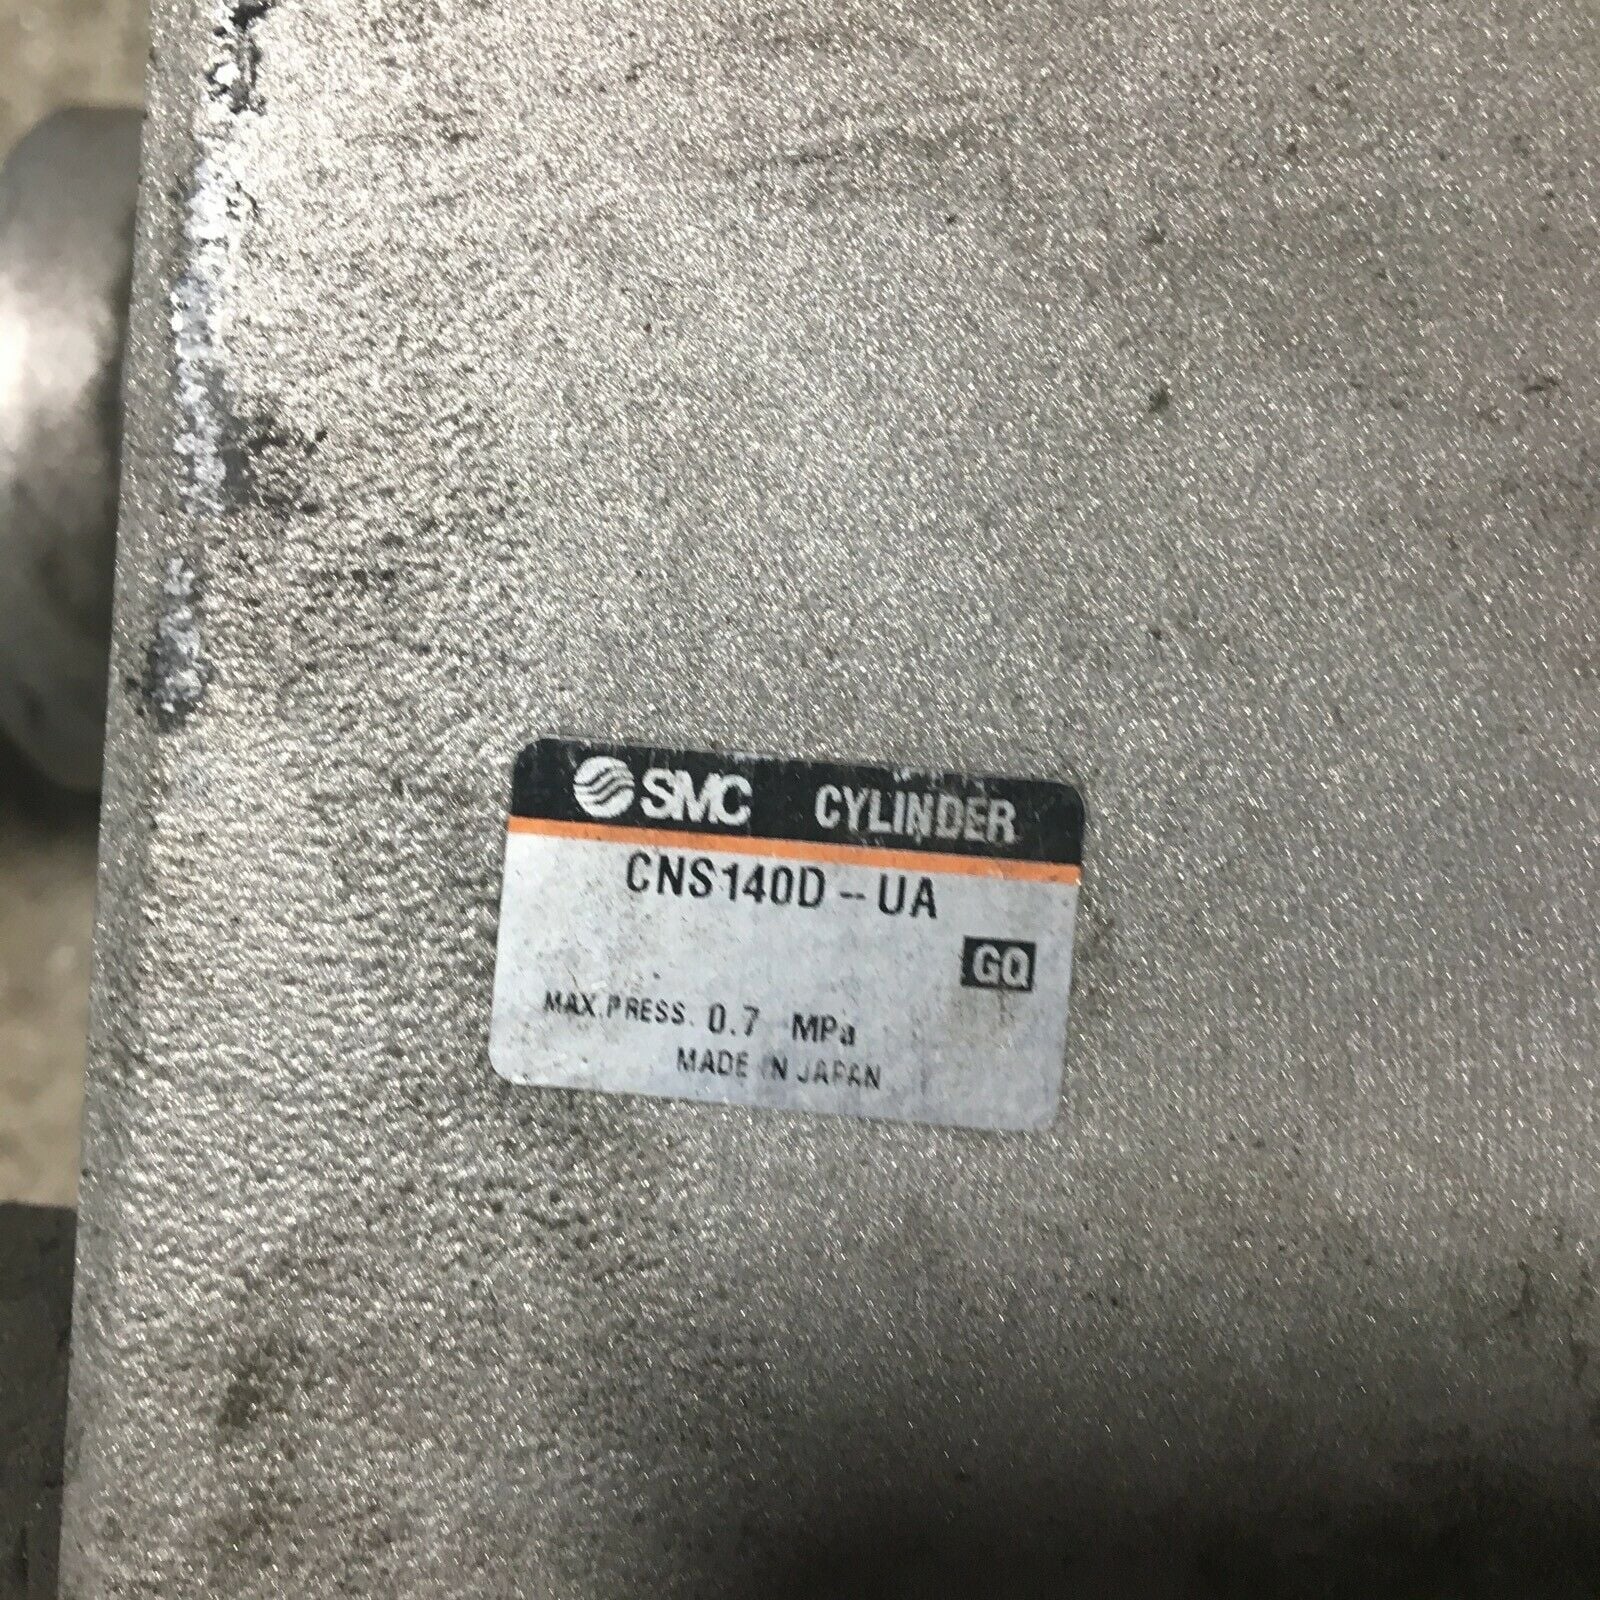 SMC CYLINDER
CNS140D-UA
GQ
MAX.PRESS. 0.7 MPa
MADE IN JAPAN